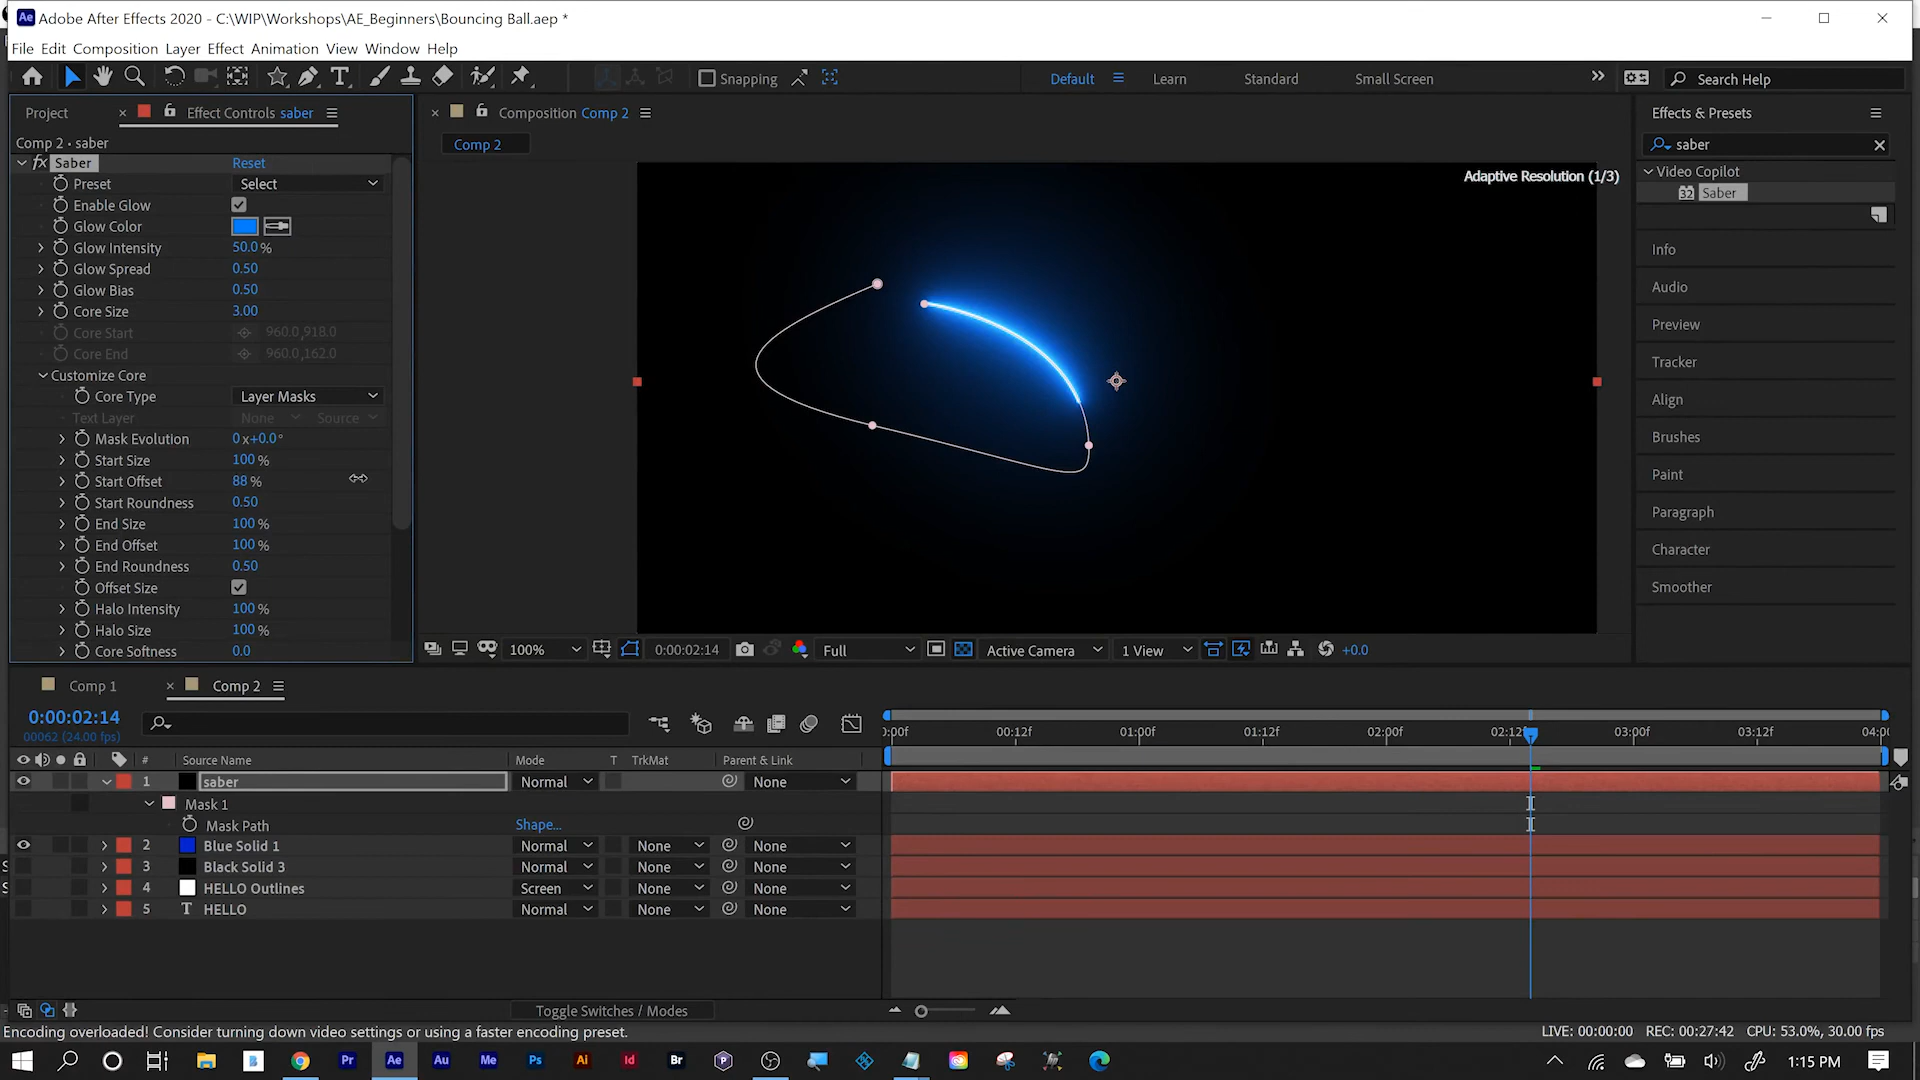 Adobe After Effects 2020 - C:\WIP\Workshops\AE_Beginners\Bouncing Ball.aep *
File Edit Composition Layer Effect Animation View Window Help
Snapping Default Learn Standard Small Screen Search Help
Project Effect Controls saber Composition Comp 2 Effects & Presets
Comp 2 • saber Comp 2 saber
fx Saber Reset Video Copilot
Preset Select Adaptive Resolution (1/3)
32 Saber
Enable Glow
Glow Color
Glow Intensity 50.0 % Info
Glow Spread 0.50
Glow Bias 0.50 Audio
Core Size 3.00
Preview
Core Start 960.0,918.0
Core End 960.0,162.0 Tracker
Customize Core
Core Type Layer Masks Align
Text Layer None Source
Mask Evolution 0 x+0.0° Brushes
Start Size 100 %
Start Offset 88 % Paint
Start Roundness 0.50 Paragraph
End Size 100 %
End Offset 100 % Character
End Roundness 0.50
Offset Size Smoother
Halo Intensity 100 %
Halo Size 100 %
Core Softness 0.0 100% 0:00:02:14 Full Active Camera 1 View +0.0
Comp 1 Comp 2
0:00:02:14
00062 (24.00 fps) :00f 00:12f 01:00f 01:12f 02:00f 02:12f 03:00f 03:12f 04:00
# Source Name Mode T TrkMat Parent & Link
1 saber Normal None
Mask 1
Mask Path Shape...
2 Blue Solid 1 Normal None None
3 Black Solid 3 Normal None None
4 HELLO Outlines Screen None None
5 T HELLO Normal None None
Toggle Switches / Modes
Encoding overloaded! Consider turning down video settings or using a faster encoding preset. LIVE: 00:00:00 REC: 00:27:42 CPU: 53.0%, 30.00 fps
B Pr Ae Au Me Ps Ai Id Br P 1:15 PM